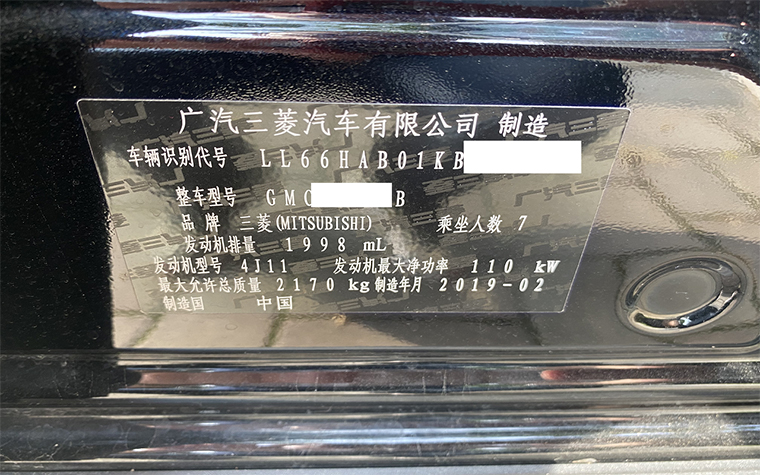 广汽三菱汽车有限公司 制造
车辆识别代号 LL66HAB01KB
整车型号 GMC B
品牌 三菱(MITSUBISHI) 乘坐人数 7
发动机排量 1998 mL
发动机型号 4J11 发动机最大净功率 110 kW
最大允许总质量 2170 kg 制造年月 2019-02
制造国 中国